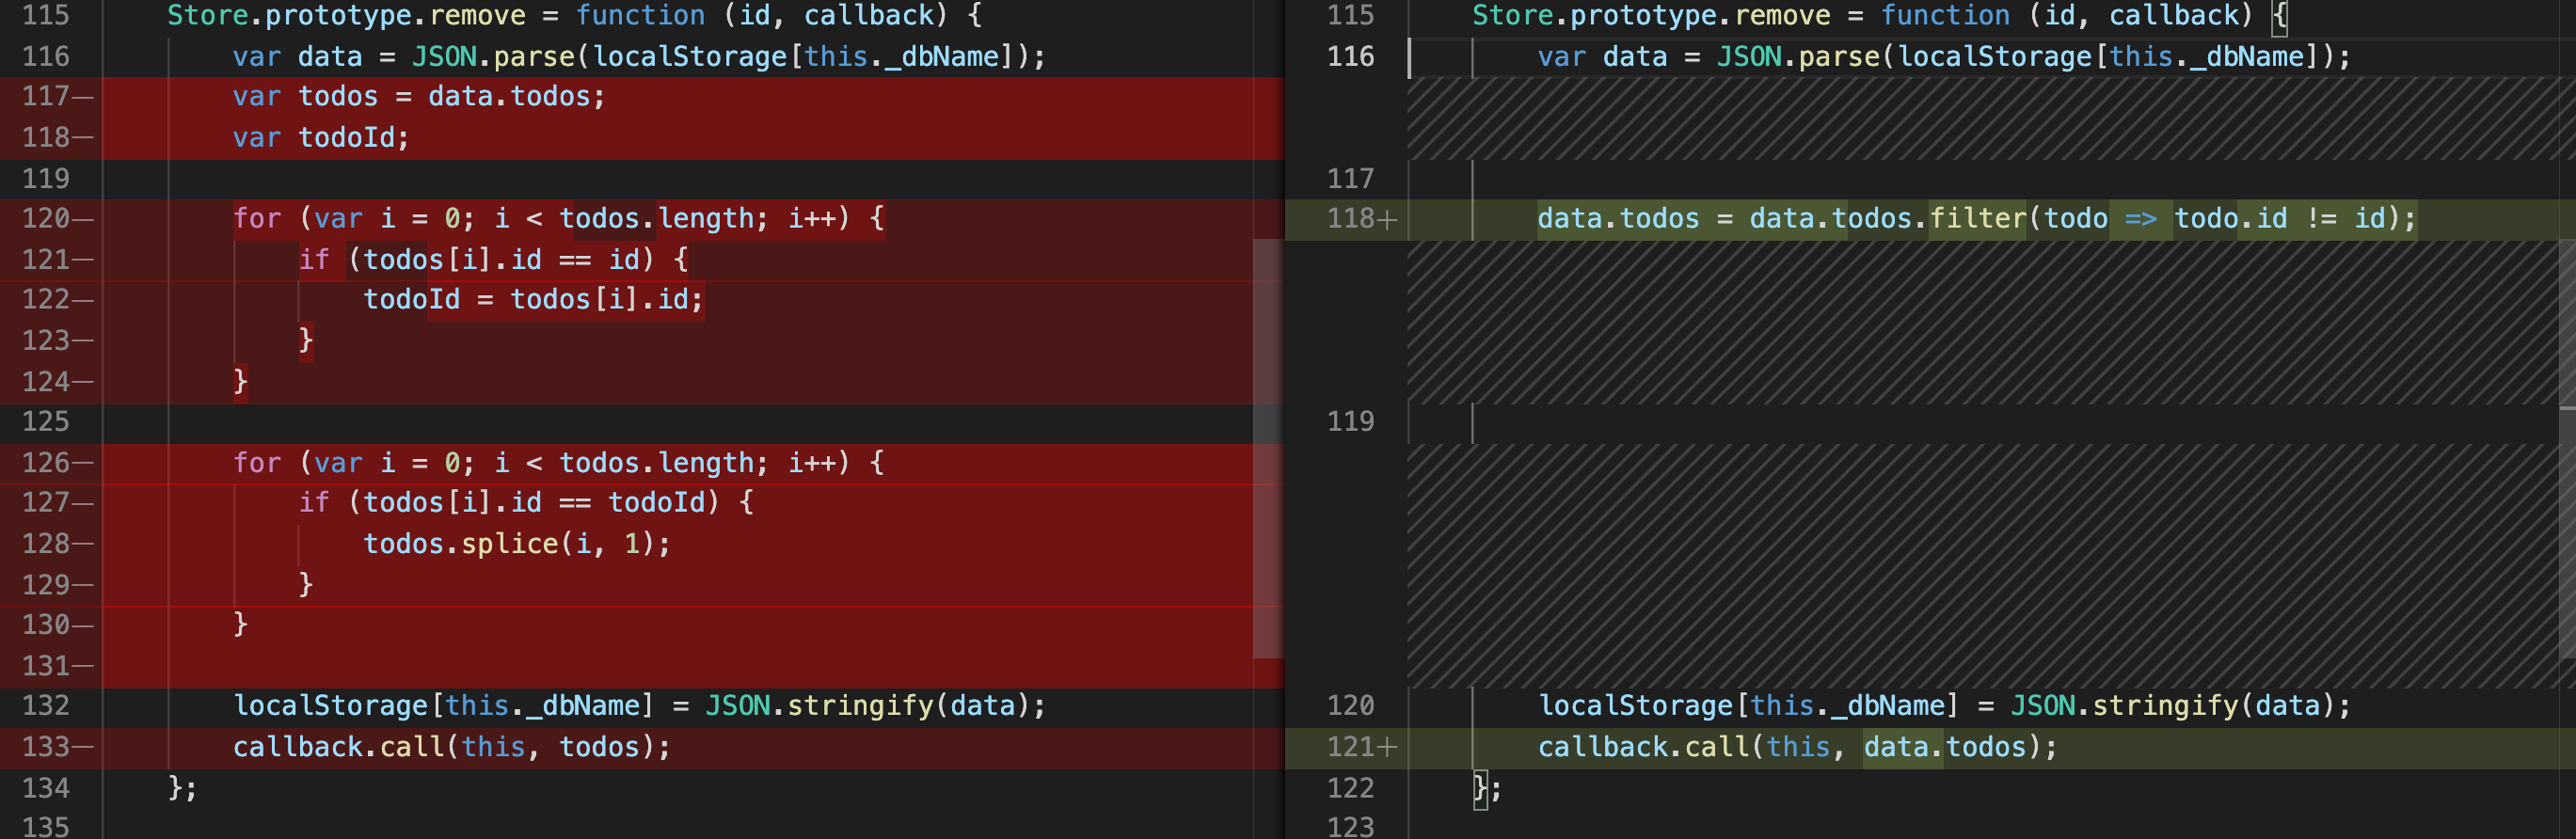 115 Store.prototype.remove = function (id, callback) {
116 var data = JSON.parse(localStorage[this._dbName]);
117— var todos = data.todos;
118— var todoId;
119
120— for (var i = 0; i < todos.length; i++) {
121— if (todos[i].id == id) {
122— todoId = todos[i].id;
123— }
124— }
125
126— for (var i = 0; i < todos.length; i++) {
127— if (todos[i].id == todoId) {
128— todos.splice(i, 1);
129— }
130— }
131—
132 localStorage[this._dbName] = JSON.stringify(data);
133— callback.call(this, todos);
134 };
135
115 Store.prototype.remove = function (id, callback) {
116 var data = JSON.parse(localStorage[this._dbName]);
117
118+ data.todos = data.todos.filter(todo => todo.id != id);
119
120 localStorage[this._dbName] = JSON.stringify(data);
121+ callback.call(this, data.todos);
122 };
123